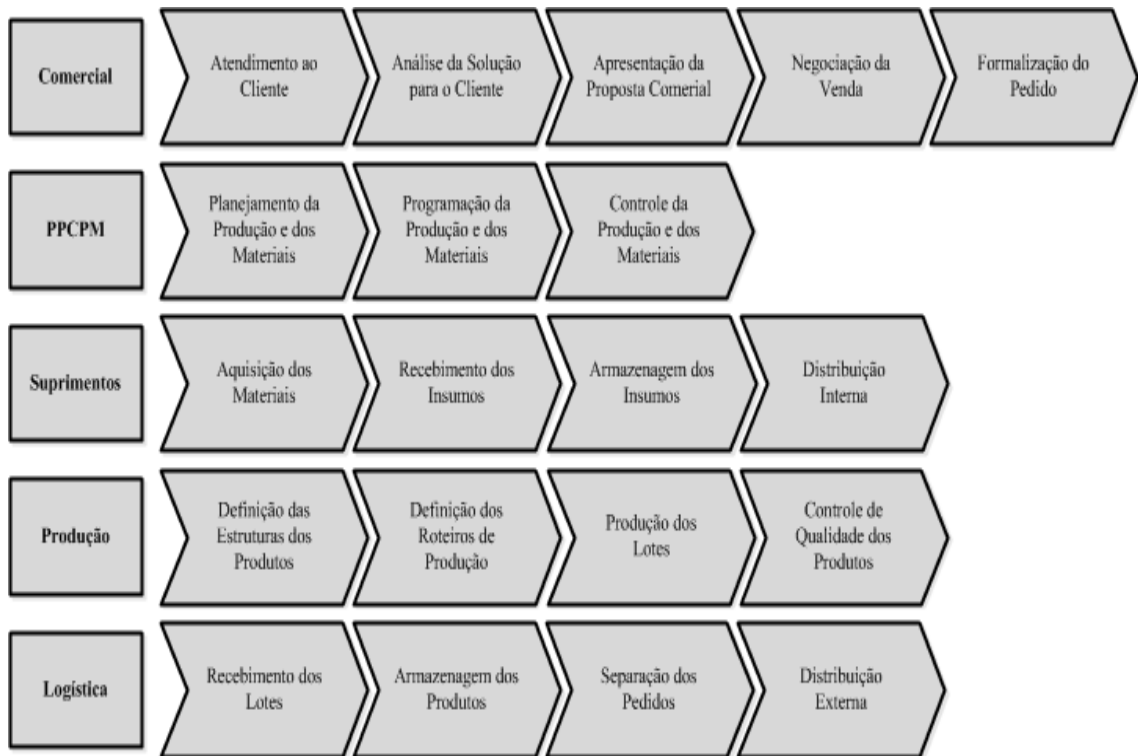 Comercial
Atendimento ao
Cliente
Análise da Solução
para o Cliente
Apresentação da
Proposta Comerial
Negociação da
Venda
Formalização do
Pedido
PPCPM
Planejamento da
Produção e dos
Materiais
Programação da
Produção e dos
Materiais
Controle da
Produção e dos
Materiais
Suprimentos
Aquisição dos
Materiais
Recebimento dos
Insumos
Armazenagem dos
Insumos
Distribuição
Interna
Produção
Definição das
Estruturas dos
Produtos
Definição dos
Roteiros de
Produção
Produção dos
Lotes
Controle de
Qualidade dos
Produtos
Logística
Recebimento dos
Lotes
Armazenagem dos
Produtos
Separação dos
Pedidos
Distribuição
Externa